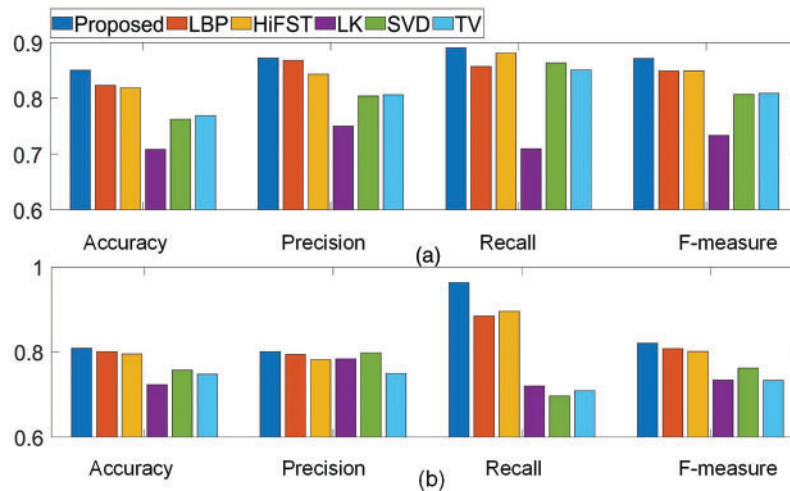 Proposed LBP HiFST LK SVD TV
0.9
0.8
0.7
0.6
Accuracy Precision Recall F-measure
(a)
1
0.8
0.6
Accuracy Precision Recall F-measure
(b)